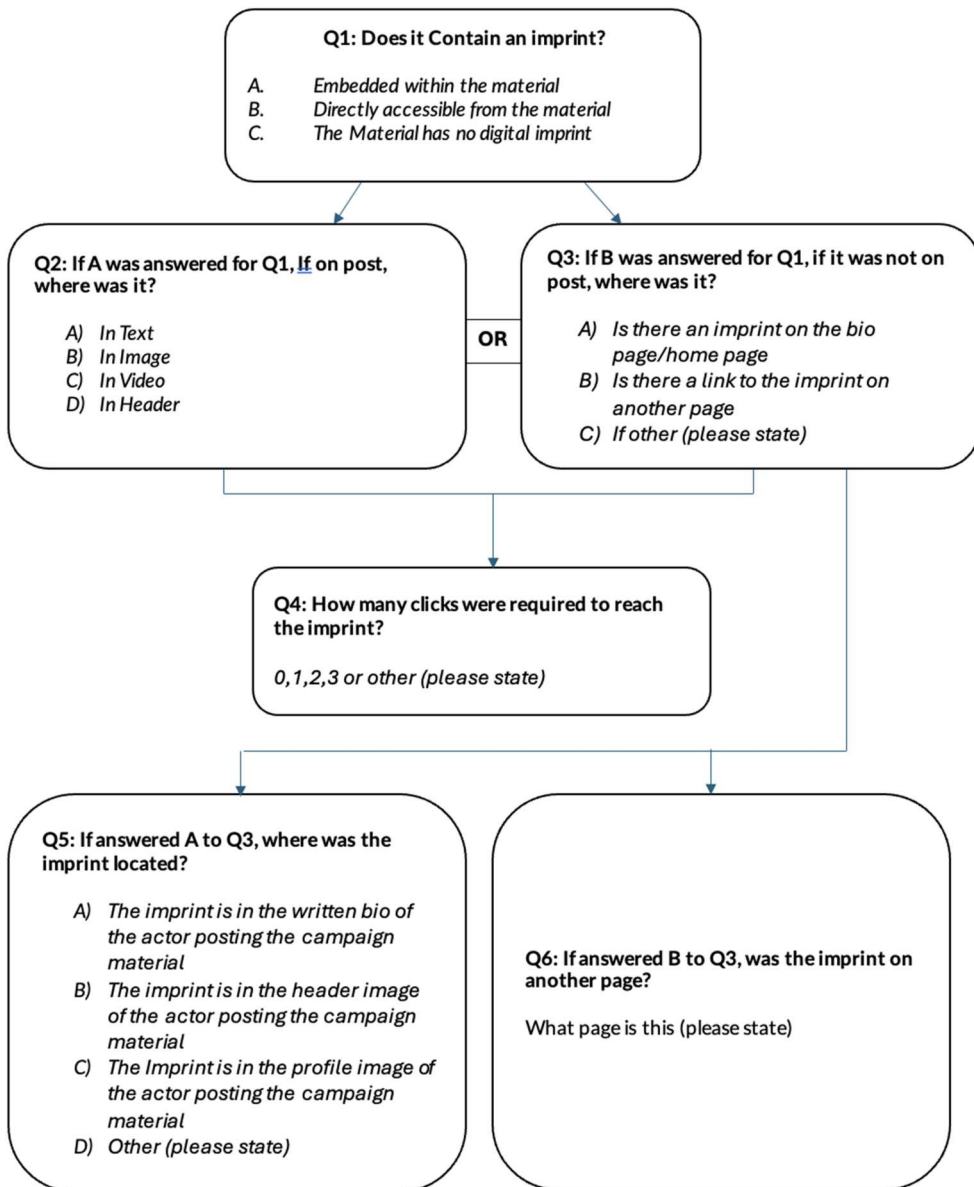 Q1: Does it Contain an imprint?
A. Embedded within the material
B. Directly accessible from the material
C. The Material has no digital imprint
Q2: If A was answered for Q1, If on post,
where was it?
A) In Text
B) In Image
C) In Video
D) In Header
OR
Q3: If B was answered for Q1, if it was not on
post, where was it?
A) Is there an imprint on the bio
page/home page
B) Is there a link to the imprint on
another page
C) If other (please state)
Q4: How many clicks were required to reach
the imprint?
0,1,2,3 or other (please state)
Q5: If answered A to Q3, where was the
imprint located?
A) The imprint is in the written bio of
the actor posting the campaign
material
B) The imprint is in the header image
of the actor posting the campaign
material
C) The Imprint is in the profile image of
the actor posting the campaign
material
D) Other (please state)
Q6: If answered B to Q3, was the imprint on
another page?
What page is this (please state)